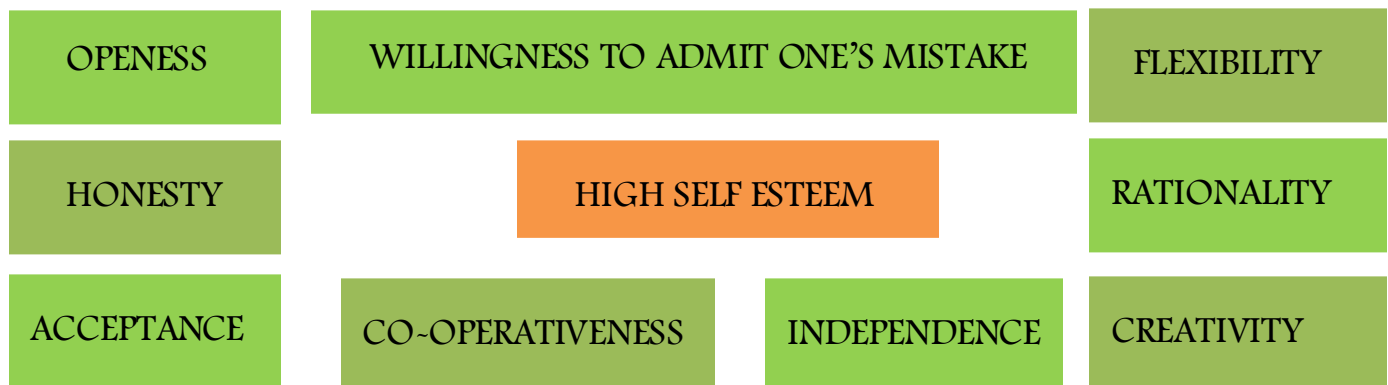 OPENESS
WILLINGNESS TO ADMIT ONE’S MISTAKE
FLEXIBILITY
HONESTY
HIGH SELF ESTEEM
RATIONALITY
ACCEPTANCE
CO-OPERATIVENESS
INDEPENDENCE
CREATIVITY